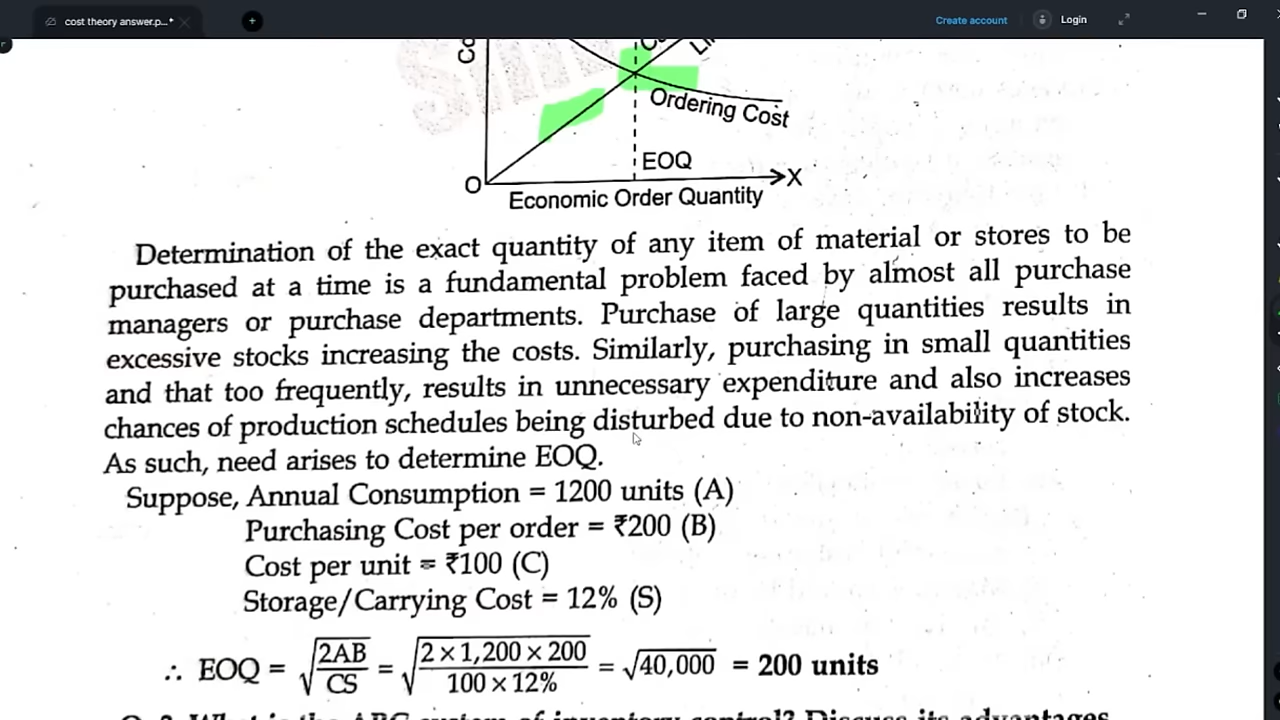 cost theory answer.p...*
Create account
Login
Ordering Cost
EOQ
O
X
Economic Order Quantity
Determination of the exact quantity of any item of material or stores to be
purchased at a time is a fundamental problem faced by almost all purchase
managers or purchase departments. Purchase of large quantities results in
excessive stocks increasing the costs. Similarly, purchasing in small quantities
and that too frequently, results in unnecessary expenditure and also increases
chances of production schedules being disturbed due to non-availability of stock.
As such, need arises to determine EOQ.
Suppose, Annual Consumption = 1200 units (A)
Purchasing Cost per order = ₹200 (B)
Cost per unit = ₹100 (C)
Storage/Carrying Cost = 12% (S)
∴ EOQ = √(2AB/CS) = √(2 × 1,200 × 200/100 × 12%) = √40,000 = 200 units